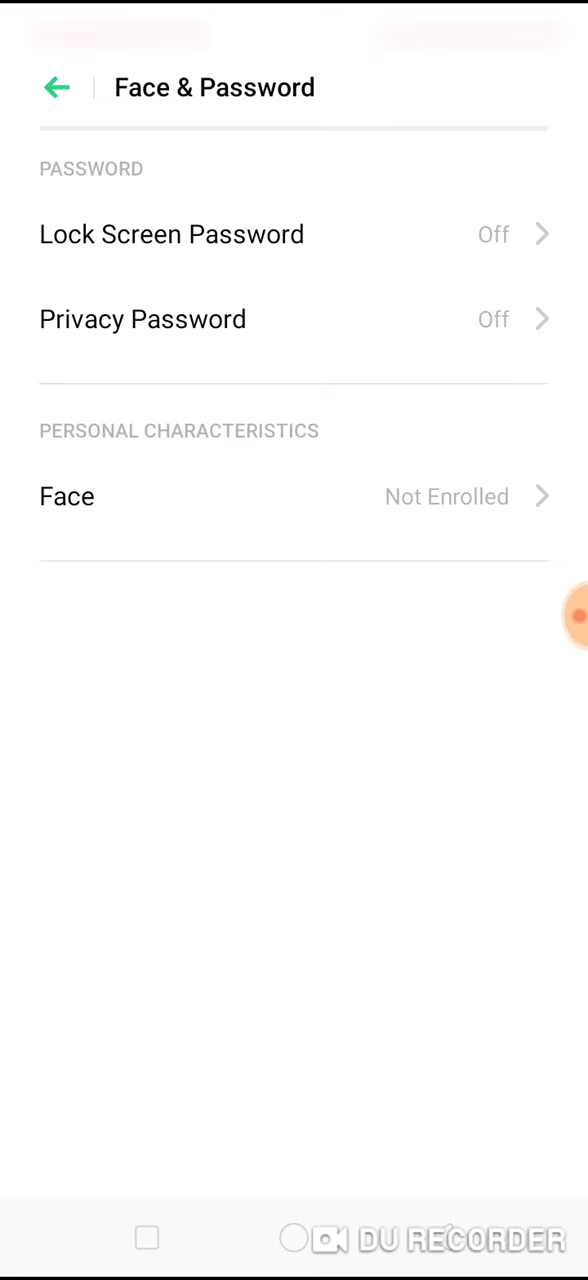 Face & Password
PASSWORD
Lock Screen Password Off
Privacy Password Off
PERSONAL CHARACTERISTICS
Face Not Enrolled
DU RECORDER